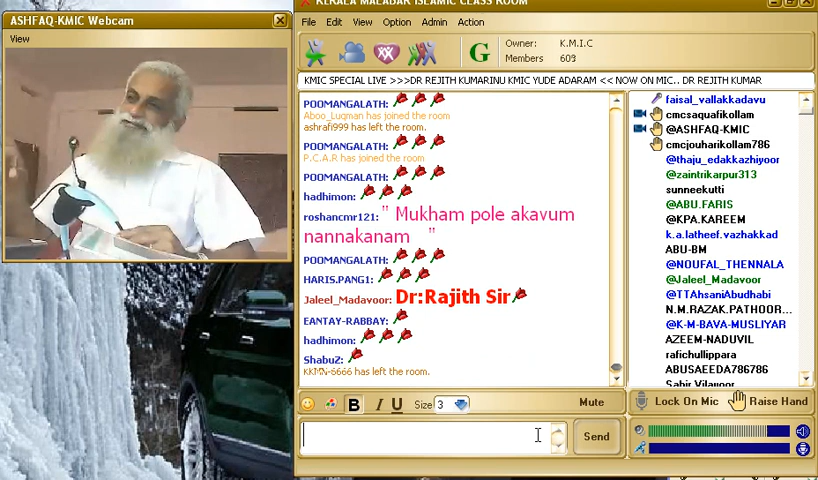 KERALA MALABAR ISLAMIC CLASS ROOM
ASHFAQ-KMIC Webcam
View
File Edit View Option Admin Action
G
Owner: K.M.I.C
Members 603
KMIC SPECIAL LIVE >>>DR REJITH KUMARINU KMIC YUDE ADARAM << NOW ON MIC.. DR REJITH KUMAR
POOMANGALATH:
Aboo_Luqman has joined the room
ashrafi999 has left the room.
POOMANGALATH:
P.C.A.R has joined the room
POOMANGALATH:
hadhimon:
roshancmr121: " Mukham pole akavum
nannakanam "
POOMANGALATH:
HARIS.PANG1:
Jaleel_Madavoor: Dr:Rajith Sir
EANTAY-RABBAY:
hadhimon:
ShabuZ:
KKMN-6666 has left the room.
faisal_vallakkadavu
cmcsaquafikollam
@ASHFAQ-KMIC
cmcjouharikollam786
@thaju_edakkazhiyoor
@zaintrikarpur313
sunneekutti
@ABU.FARIS
@KPA.KAREEM
k.a.latheef.vazhakkad
ABU-BM
@NOUFAL_THENNALA
@Jaleel_Madavoor
@TTAhsaniAbudhabi
N.M.RAZAK.PATHOOR...
@K-M-BAVA-MUSLIYAR
AZEEM-NADUVIL
rafichullippara
ABUSAEEDA786786
Sahir Vilayoor
B I U Size 3 Mute
Lock On Mic Raise Hand
Send